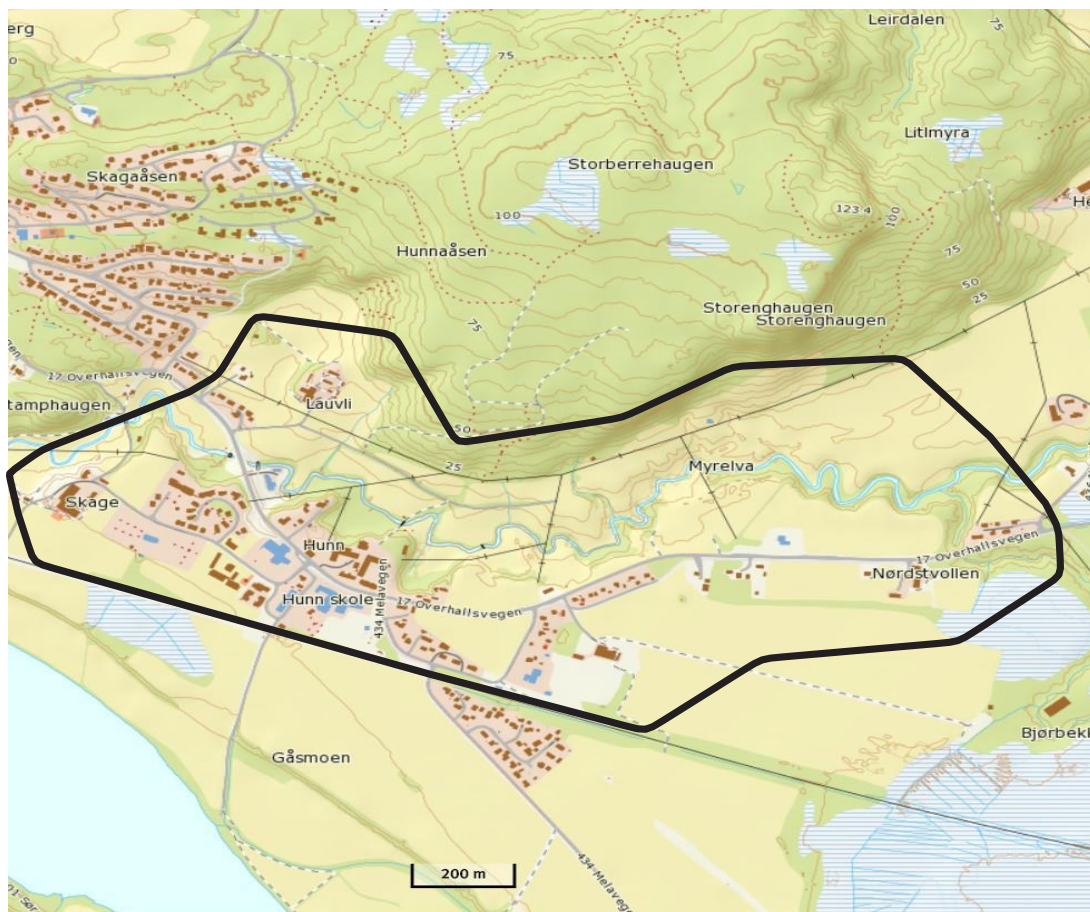 Leirdalen
75
erg
75
Litlmyra
Storberrehaugen
Skagaåsen
123 4
100
100
Hunnaåsen
75
50
25
Storenghaugen
Storenghaugen
75
17 Overhallsvegen
tamphaugen
Lauvli
50
25
Myrelva
Skage
Hunn
17 Overhallsvegen
Nørdstvollen
Hunn skole
434 Melavegen
17 Overhallsvegen
Bjørbekk
Gåsmoen
434 Melavegen
200 m